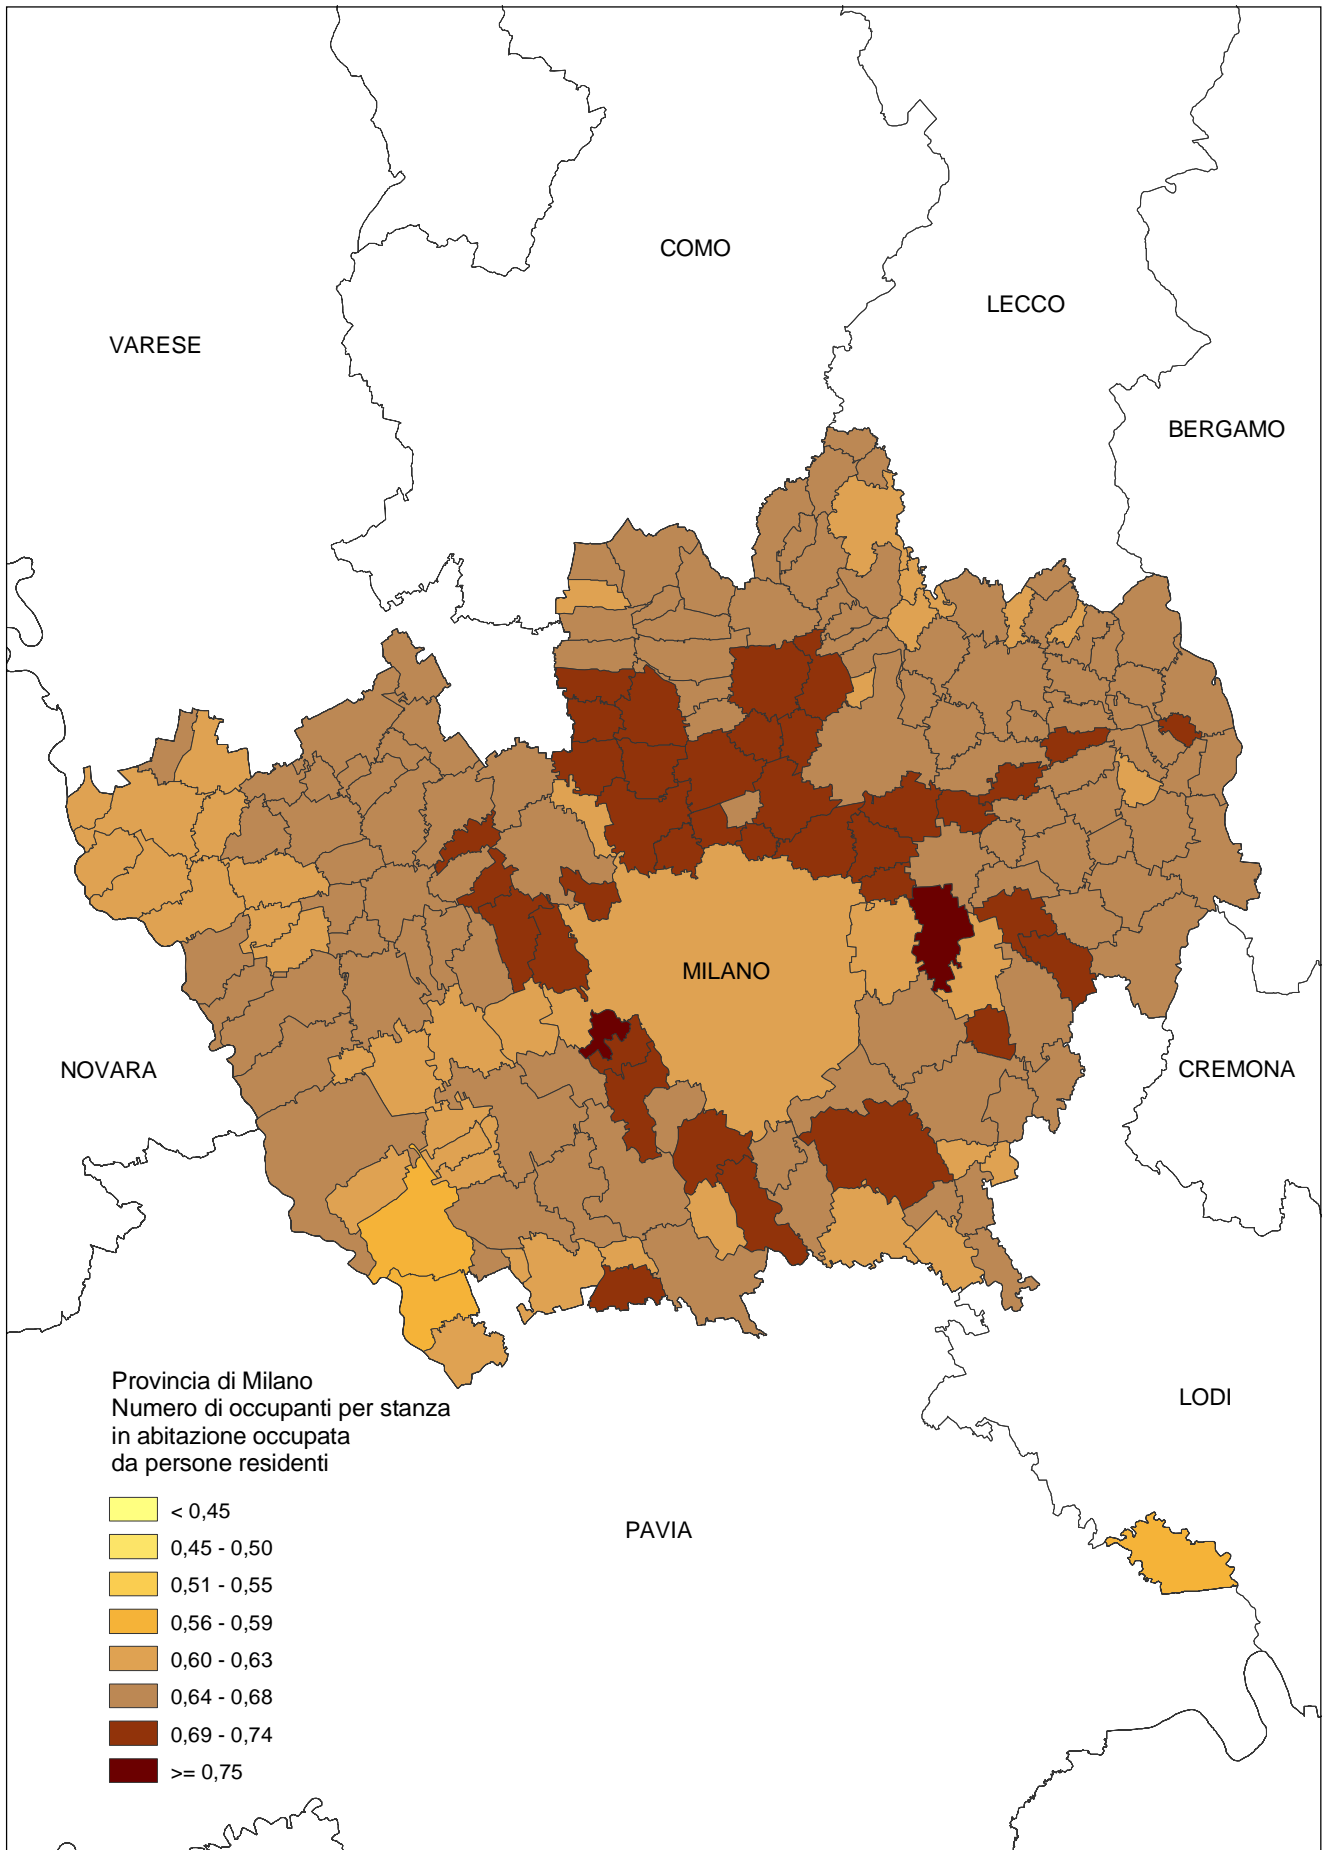 COMO
LECCO
VARESE
BERGAMO
MILANO
NOVARA
CREMONA
Provincia di Milano
Numero di occupanti per stanza
in abitazione occupata
da persone residenti
LODI
< 0,45
PAVIA
0,45 - 0,50
0,51 - 0,55
0,56 - 0,59
0,60 - 0,63
0,64 - 0,68
0,69 - 0,74
>= 0,75